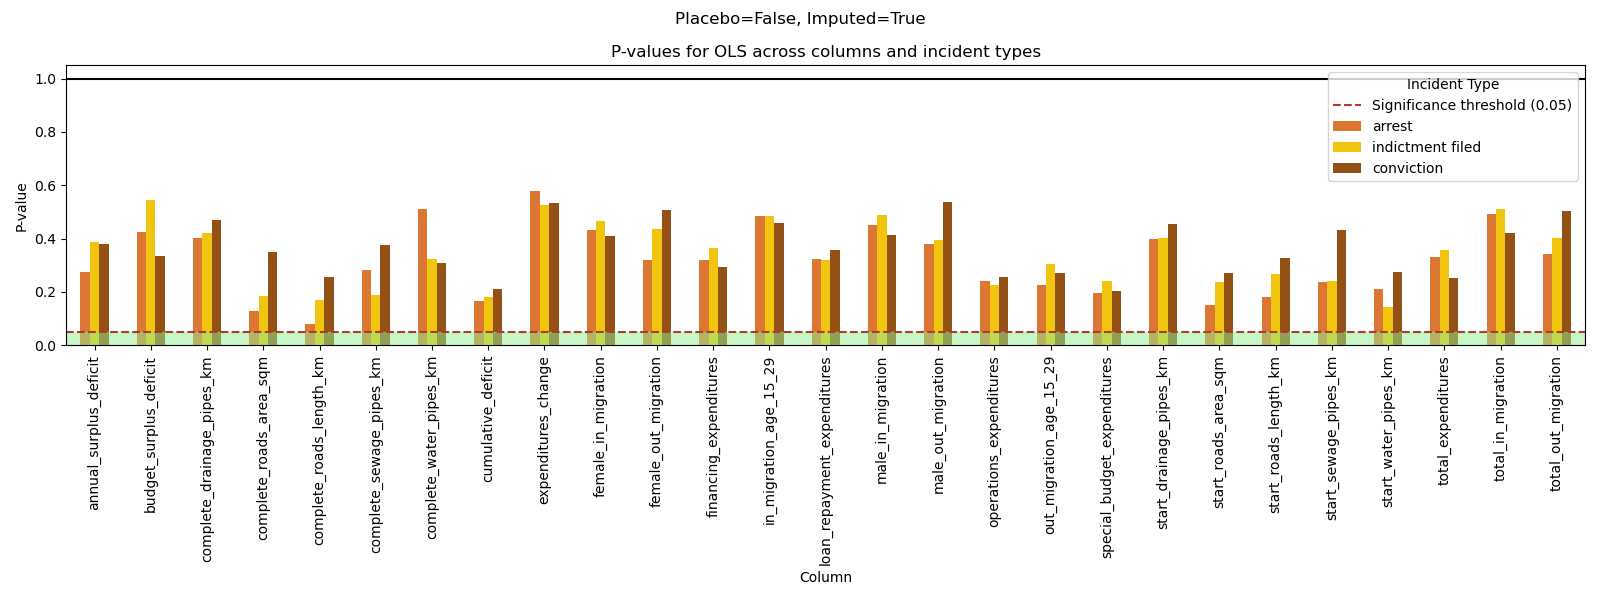 Placebo=False, Imputed=True
P-values for OLS across columns and incident types
P-value
1.0
0.8
0.6
0.4
0.2
0.0
Incident Type
Significance threshold (0.05)
arrest
indictment filed
conviction
annual_surplus_deficit
budget_surplus_deficit
complete_drainage_pipes_km
complete_roads_area_sqm
complete_roads_length_km
complete_sewage_pipes_km
complete_water_pipes_km
cumulative_deficit
expenditures_change
female_in_migration
female_out_migration
financing_expenditures
in_migration_age_15_29
loan_repayment_expenditures
male_in_migration
male_out_migration
operations_expenditures
out_migration_age_15_29
special_budget_expenditures
start_drainage_pipes_km
start_roads_area_sqm
start_roads_length_km
start_sewage_pipes_km
start_water_pipes_km
total_expenditures
total_in_migration
total_out_migration
Column